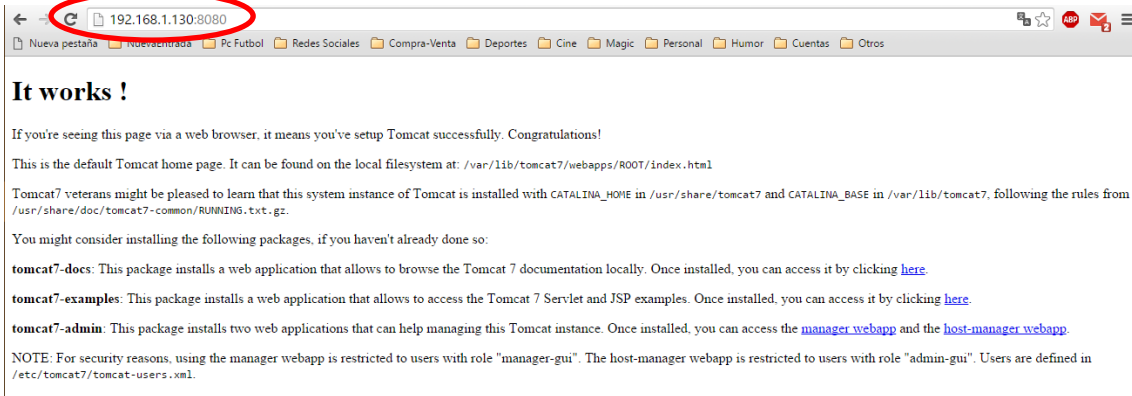 192.168.1.130:8080
ABP
2
Nueva pestaña NuevaEntrada Pc Futbol Redes Sociales Compra-Venta Deportes Cine Magic Personal Humor Cuentas Otros
It works !
If you're seeing this page via a web browser, it means you've setup Tomcat successfully. Congratulations!
This is the default Tomcat home page. It can be found on the local filesystem at: /var/lib/tomcat7/webapps/ROOT/index.html
Tomcat7 veterans might be pleased to learn that this system instance of Tomcat is installed with CATALINA_HOME in /usr/share/tomcat7 and CATALINA_BASE in /var/lib/tomcat7, following the rules from
/usr/share/doc/tomcat7-common/RUNNING.txt.gz.
You might consider installing the following packages, if you haven't already done so:
tomcat7-docs: This package installs a web application that allows to browse the Tomcat 7 documentation locally. Once installed, you can access it by clicking here.
tomcat7-examples: This package installs a web application that allows to access the Tomcat 7 Servlet and JSP examples. Once installed, you can access it by clicking here.
tomcat7-admin: This package installs two web applications that can help managing this Tomcat instance. Once installed, you can access the manager webapp and the host-manager webapp.
NOTE: For security reasons, using the manager webapp is restricted to users with role "manager-gui". The host-manager webapp is restricted to users with role "admin-gui". Users are defined in
/etc/tomcat7/tomcat-users.xml.